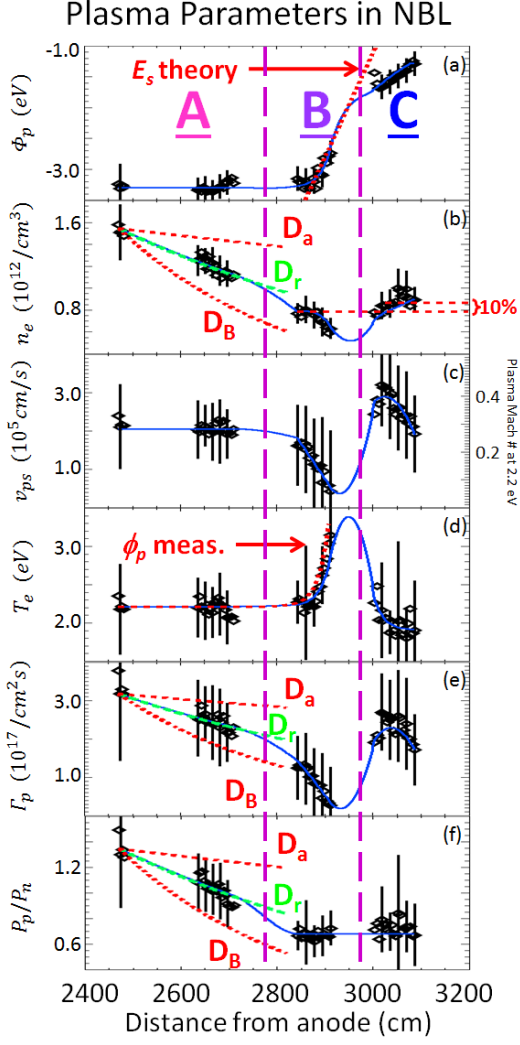 Plasma Parameters in NBL
-1.0
-3.0
Φp (eV)
Es theory
(a)
A
B
C
1.6
0.8
ne (10^12/cm^3)
Da
Dr
DB
(b)
}10%
3.0
1.0
vps (10^5 cm/s)
(c)
0.4
0.2
Plasma Mach # at 2.2 eV
3.0
2.0
Te (eV)
ϕp meas.
(d)
3.0
1.0
Γp (10^17/cm^2 s)
Da
Dr
DB
(e)
1.2
0.6
Pp/Pn
Da
Dr
DB
(f)
2400 2600 2800 3000 3200
Distance from anode (cm)